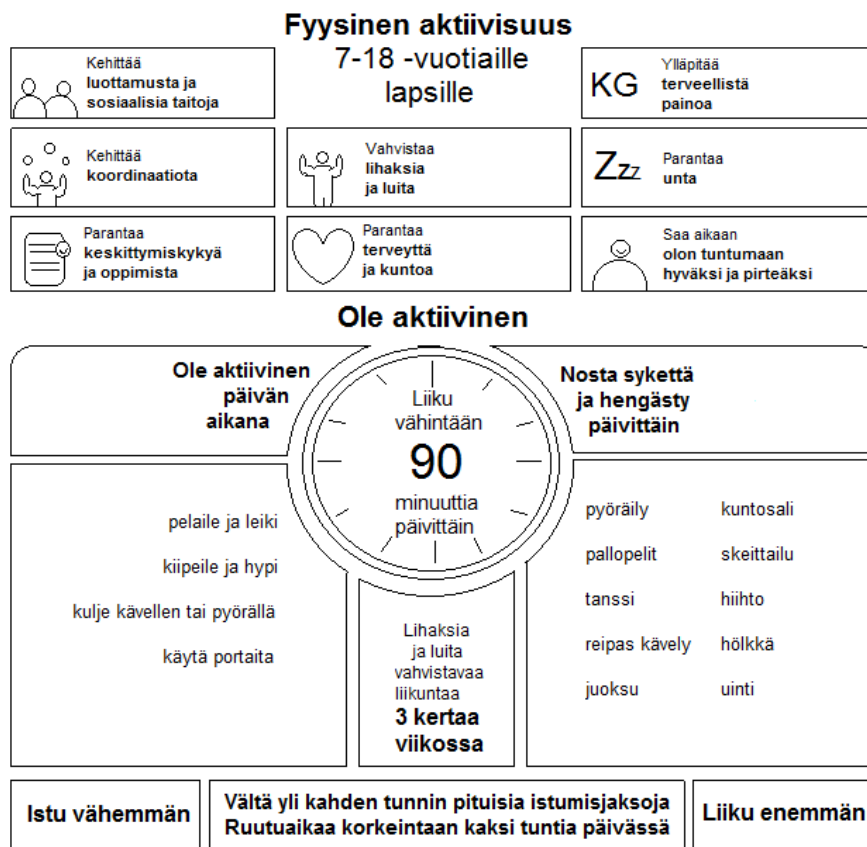 Fyysinen aktiivisuus
7-18 -vuotiaille
lapsille
Kehittää
luottamusta ja
sosiaalisia taitoja
KG
Ylläpitää
terveellistä
painoa
Kehittää
koordinaatiota
Vahvistaa
lihaksia
ja luita
Zzz
Parantaa
unta
Parantaa
keskittymiskykyä
ja oppimista
Parantaa
terveyttä
ja kuntoa
Saa aikaan
olon tuntumaan
hyväksi ja pirteäksi
Ole aktiivinen
Ole aktiivinen
päivän
aikana
Liiku
vähintään
90
minuuttia
päivittäin
Nosta sykettä
ja hengästy
päivittäin
pelaile ja leiki
kiipeile ja hypi
kulje kävellen tai pyörällä
käytä portaita
Lihaksia
ja luita
vahvistavaa
liikuntaa
3 kertaa
viikossa
pyöräily kuntosali
pallopelit skeittailu
tanssi hiihto
reipas kävely hölkkä
juoksu uinti
Istu vähemmän
Vältä yli kahden tunnin pituisia istumisjaksoja
Ruutuaikaa korkeintaan kaksi tuntia päivässä
Liiku enemmän